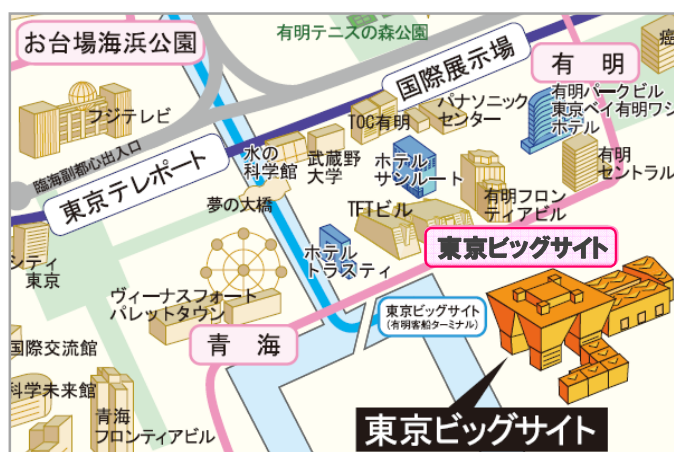 お台場海浜公園
有明テニスの森公園
国際展示場
有明
癌
フジテレビ
パナソニック
センター
有明パークビル
東京ベイ有明ワシ
ホテル
TOC有明
臨海副都心出入口
水の
科学館
武蔵野
大学
ホテル
サンルート
有明
セントラル
東京テレポート
夢の大橋
TFTビル
有明フロン
ティアビル
シティ
東京
ホテル
トラスティ
東京ビッグサイト
ヴィーナスフォート
パレットタウン
東京ビッグサイト
(有明客船ターミナル)
青海
国際交流館
科学未来館
青海
フロンティアビル
東京ビッグサイト